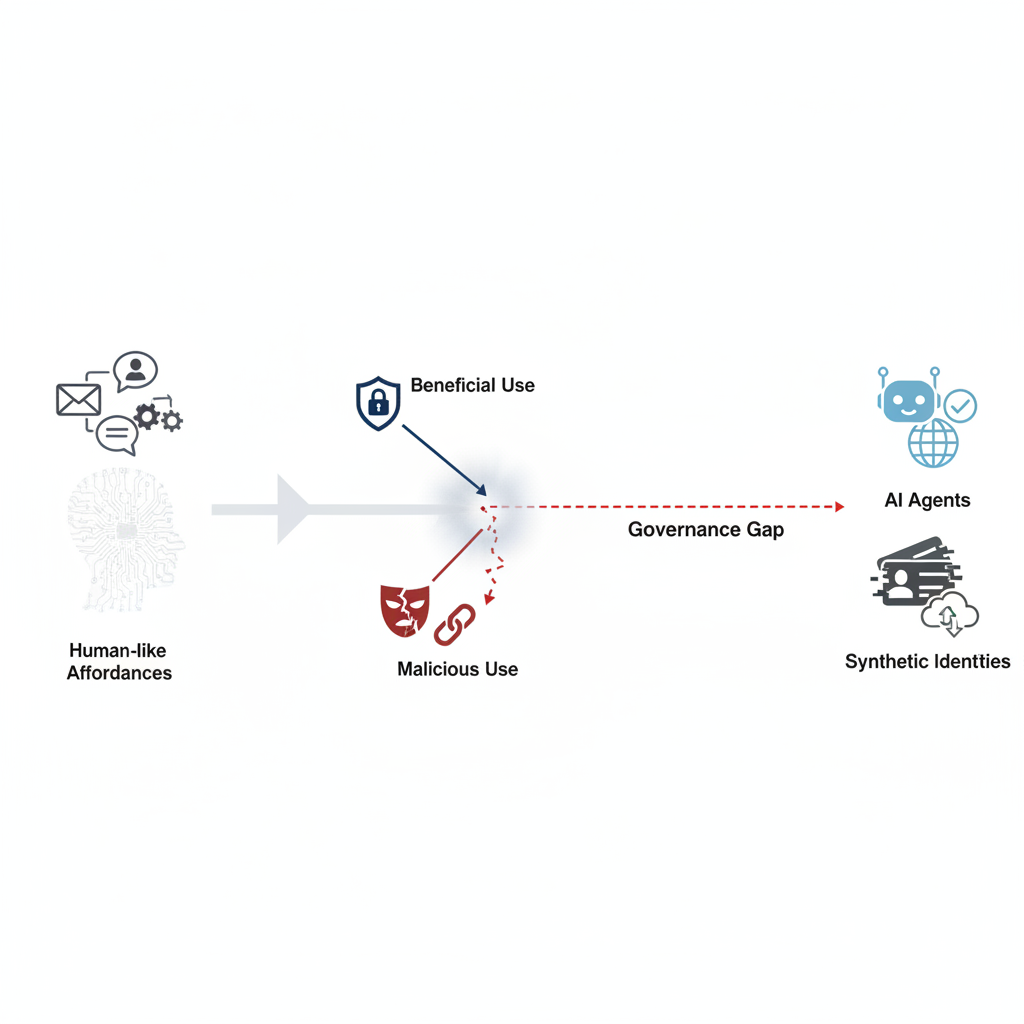 Beneficial Use
AI Agents
Governance Gap
Human-like
Affordances
Malicious Use
Synthetic Identties